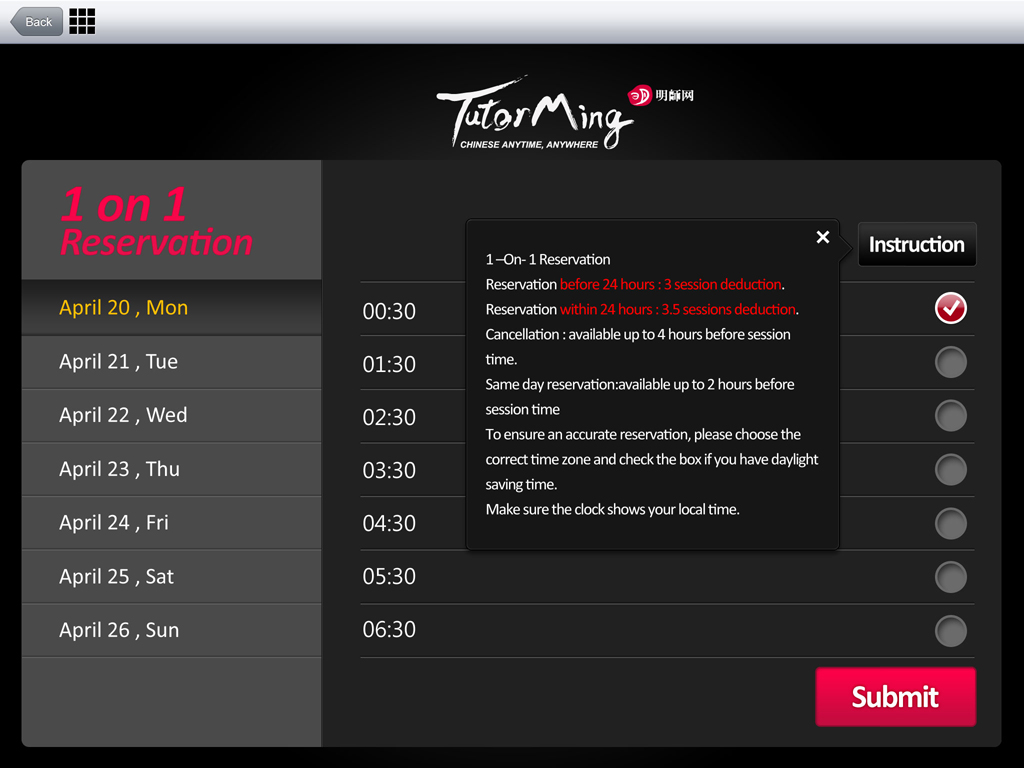 Back
TutorMing
明師网
CHINESE ANYTIME, ANYWHERE
1 on 1
Reservation
Instruction
1 –On- 1 Reservation
Reservation before 24 hours : 3 session deduction.
Reservation within 24 hours : 3.5 sessions deduction.
Cancellation : available up to 4 hours before session
time.
Same day reservation:available up to 2 hours before
session time
To ensure an accurate reservation, please choose the
correct time zone and check the box if you have daylight
saving time.
Make sure the clock shows your local time.
April 20 , Mon
April 21 , Tue
April 22 , Wed
April 23 , Thu
April 24 , Fri
April 25 , Sat
April 26 , Sun
00:30
01:30
02:30
03:30
04:30
05:30
06:30
Submit